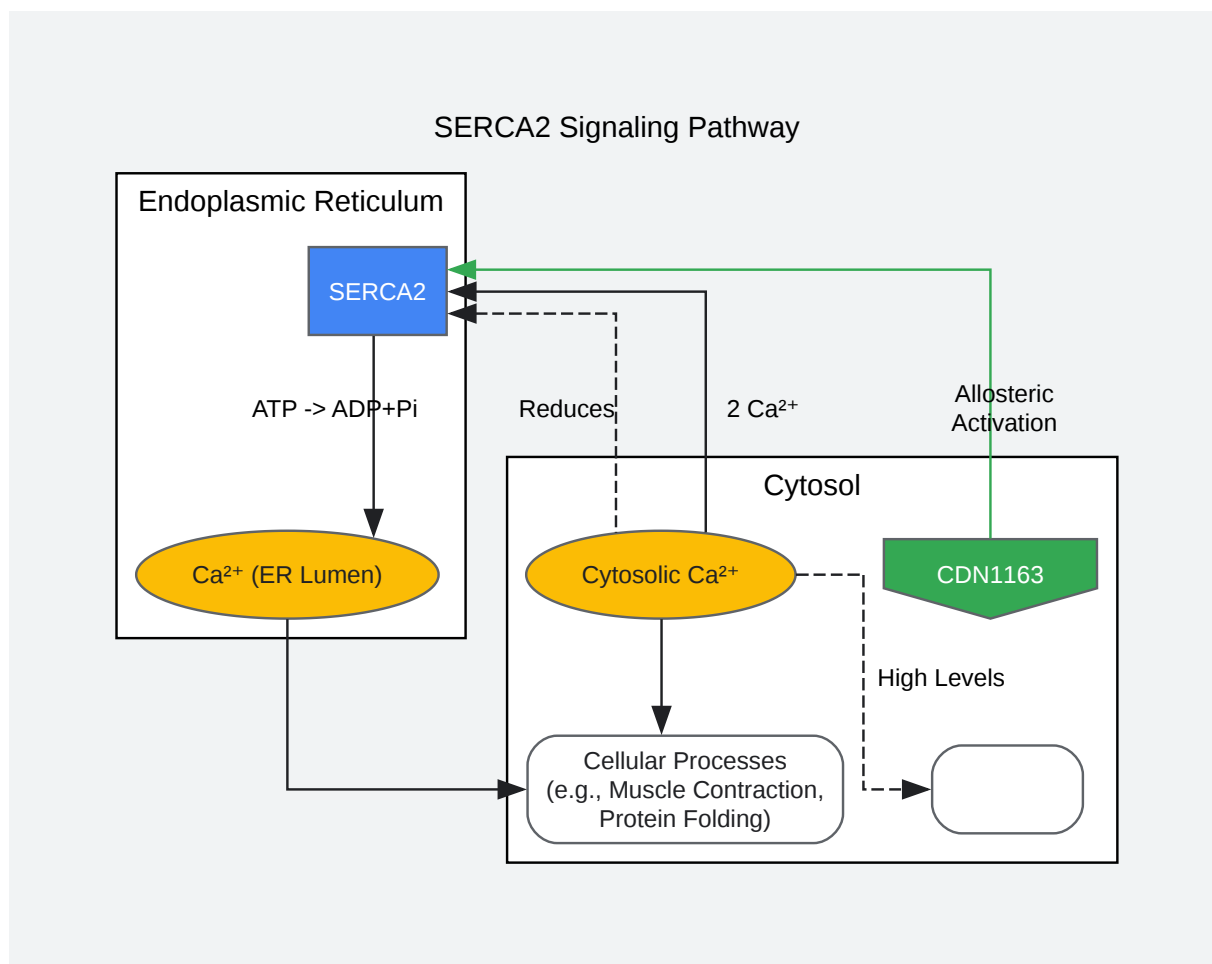 SERCA2 Signaling Pathway
Endoplasmic Reticulum
SERCA2
ATP -> ADP+Pi
Reduces
2 Ca²⁺
Allosteric
Activation
Cytosol
Ca²⁺ (ER Lumen)
Cytosolic Ca²⁺
CDN1163
High Levels
Cellular Processes
(e.g., Muscle Contraction,
Protein Folding)